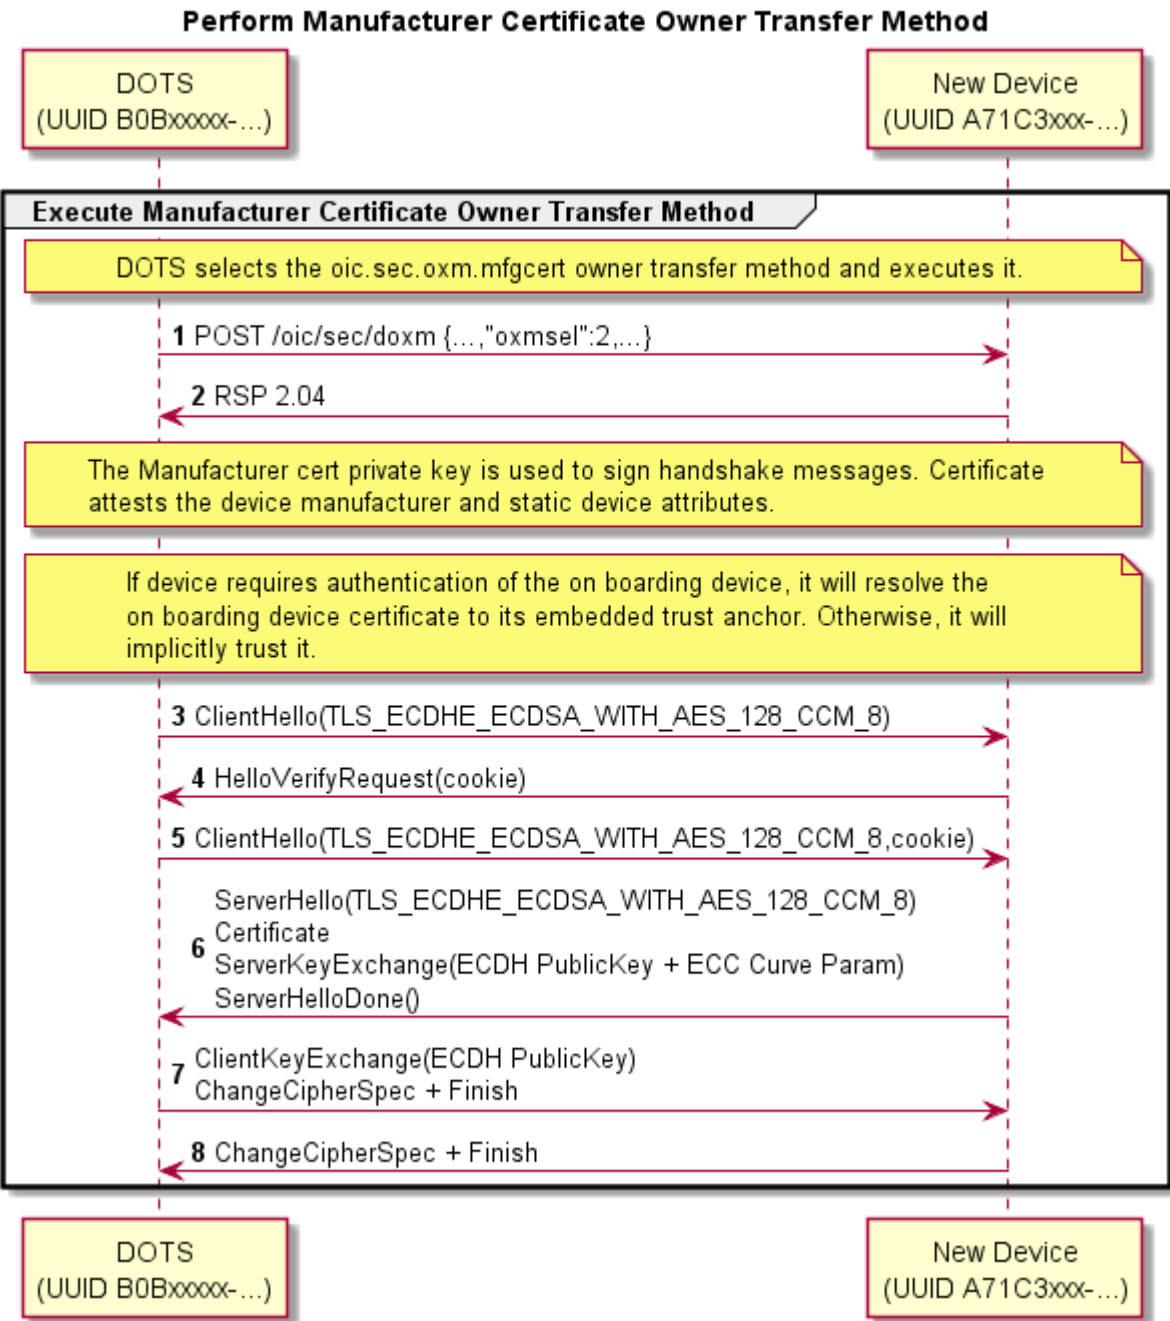 Perform Manufacturer Certificate Owner Transfer Method
DOTS
(UUID B0Bxxxxx-...)
New Device
(UUID A71C3xxx-...)
Execute Manufacturer Certificate Owner Transfer Method
DOTS selects the oic.sec.oxm.mfgcert owner transfer method and executes it.
1 POST /oic/sec/doxm {...,"oxmsel":2,...}
2 RSP 2.04
The Manufacturer cert private key is used to sign handshake messages. Certificate
attests the device manufacturer and static device attributes.
If device requires authentication of the on boarding device, it will resolve the
on boarding device certificate to its embedded trust anchor. Otherwise, it will
implicitly trust it.
3 ClientHello(TLS_ECDHE_ECDSA_WITH_AES_128_CCM_8)
4 HelloVerifyRequest(cookie)
5 ClientHello(TLS_ECDHE_ECDSA_WITH_AES_128_CCM_8,cookie)
6 ServerHello(TLS_ECDHE_ECDSA_WITH_AES_128_CCM_8)
Certificate
ServerKeyExchange(ECDH PublicKey + ECC Curve Param)
ServerHelloDone()
7 ClientKeyExchange(ECDH PublicKey)
ChangeCipherSpec + Finish
8 ChangeCipherSpec + Finish
DOTS
(UUID B0Bxxxxx-...)
New Device
(UUID A71C3xxx-...)